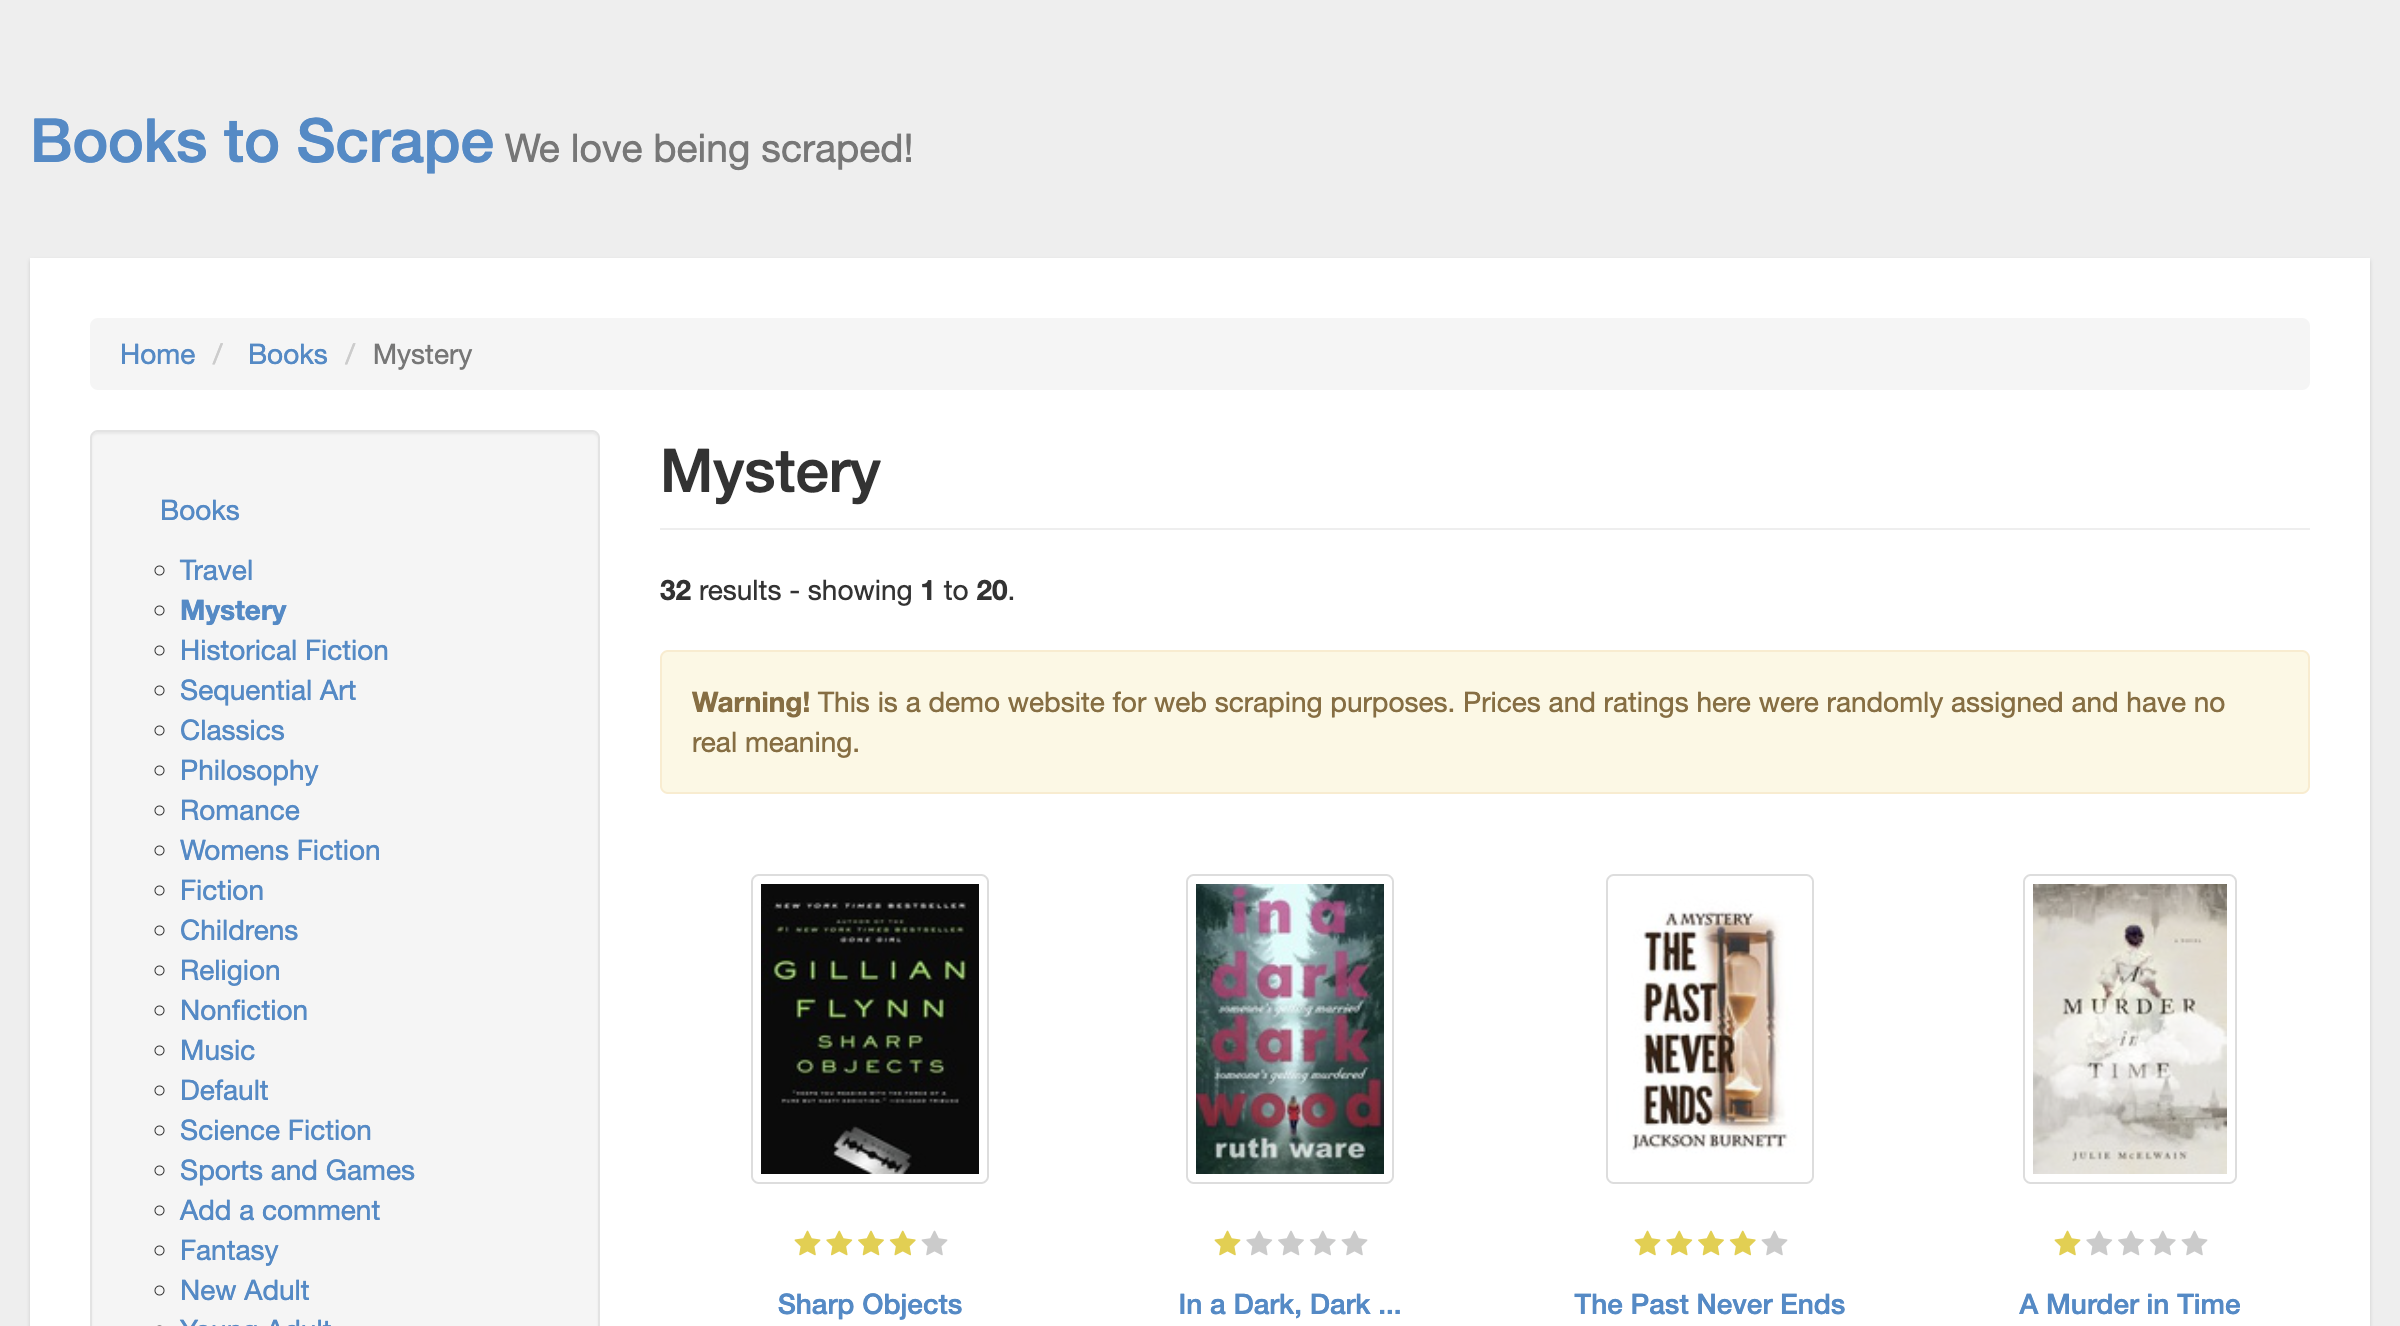 Books to Scrape We love being scraped!
Home / Books / Mystery
Books
Travel
Mystery
Historical Fiction
Sequential Art
Classics
Philosophy
Romance
Womens Fiction
Fiction
Childrens
Religion
Nonfiction
Music
Default
Science Fiction
Sports and Games
Add a comment
Fantasy
New Adult
Young Adult
Mystery
32 results - showing 1 to 20.
Warning! This is a demo website for web scraping purposes. Prices and ratings here were randomly assigned and have no
real meaning.
NEW YORK TIMES BESTSELLER
AUTHOR OF THE
#1 NEW YORK TIMES BESTSELLER
GONE GIRL
GILLIAN
FLYNN
SHARP
OBJECTS
Sharp Objects
in a
dark
someone's getting married
dark
someone's getting murdered
wood
ruth ware
In a Dark, Dark ...
A MYSTERY
THE
PAST
NEVER
ENDS
JACKSON BURNETT
The Past Never Ends
A NOVEL
A
MURDER
in
TIME
JULIE McELWAIN
A Murder in Time